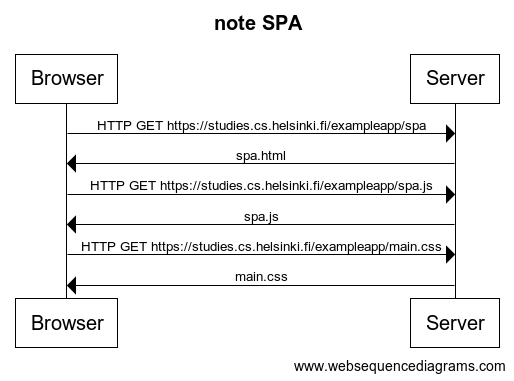 note SPA
Browser Server
HTTP GET https://studies.cs.helsinki.fi/exampleapp/spa
spa.html
HTTP GET https://studies.cs.helsinki.fi/exampleapp/spa.js
spa.js
HTTP GET https://studies.cs.helsinki.fi/exampleapp/main.css
main.css
Browser Server
www.websequencediagrams.com